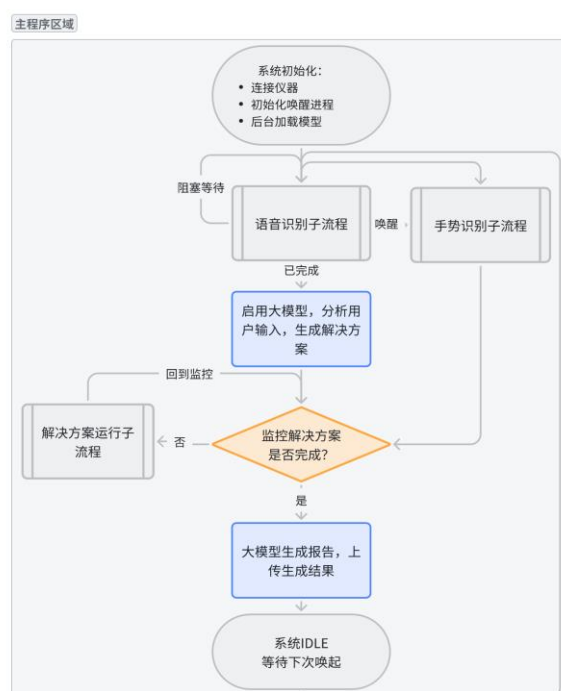 主程序区域
系统初始化：
• 连接仪器
• 初始化唤醒进程
• 后台加载模型
阻塞等待
语音识别子流程
唤醒
手势识别子流程
已完成
启用大模型，分析用
户输入，生成解决方
案
回到监控
解决方案运行子
流程
否
监控解决方案
是否完成？
是
大模型生成报告，上
传生成结果
系统IDLE
等待下次唤起